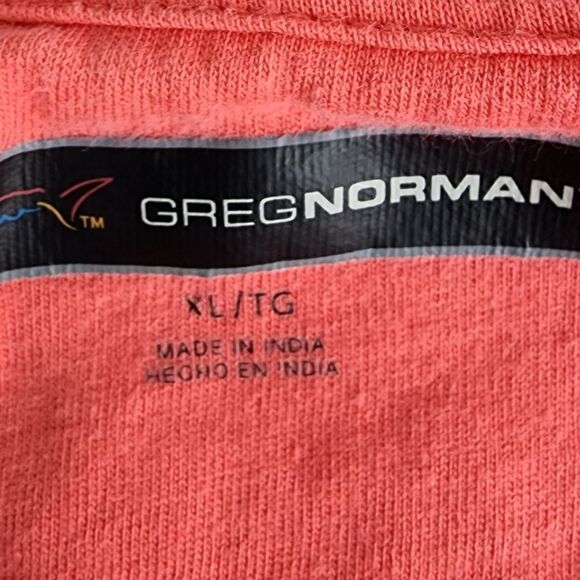 ™ GREGNORMAN
XL/TG
MADE IN INDIA
HECHO EN INDIA